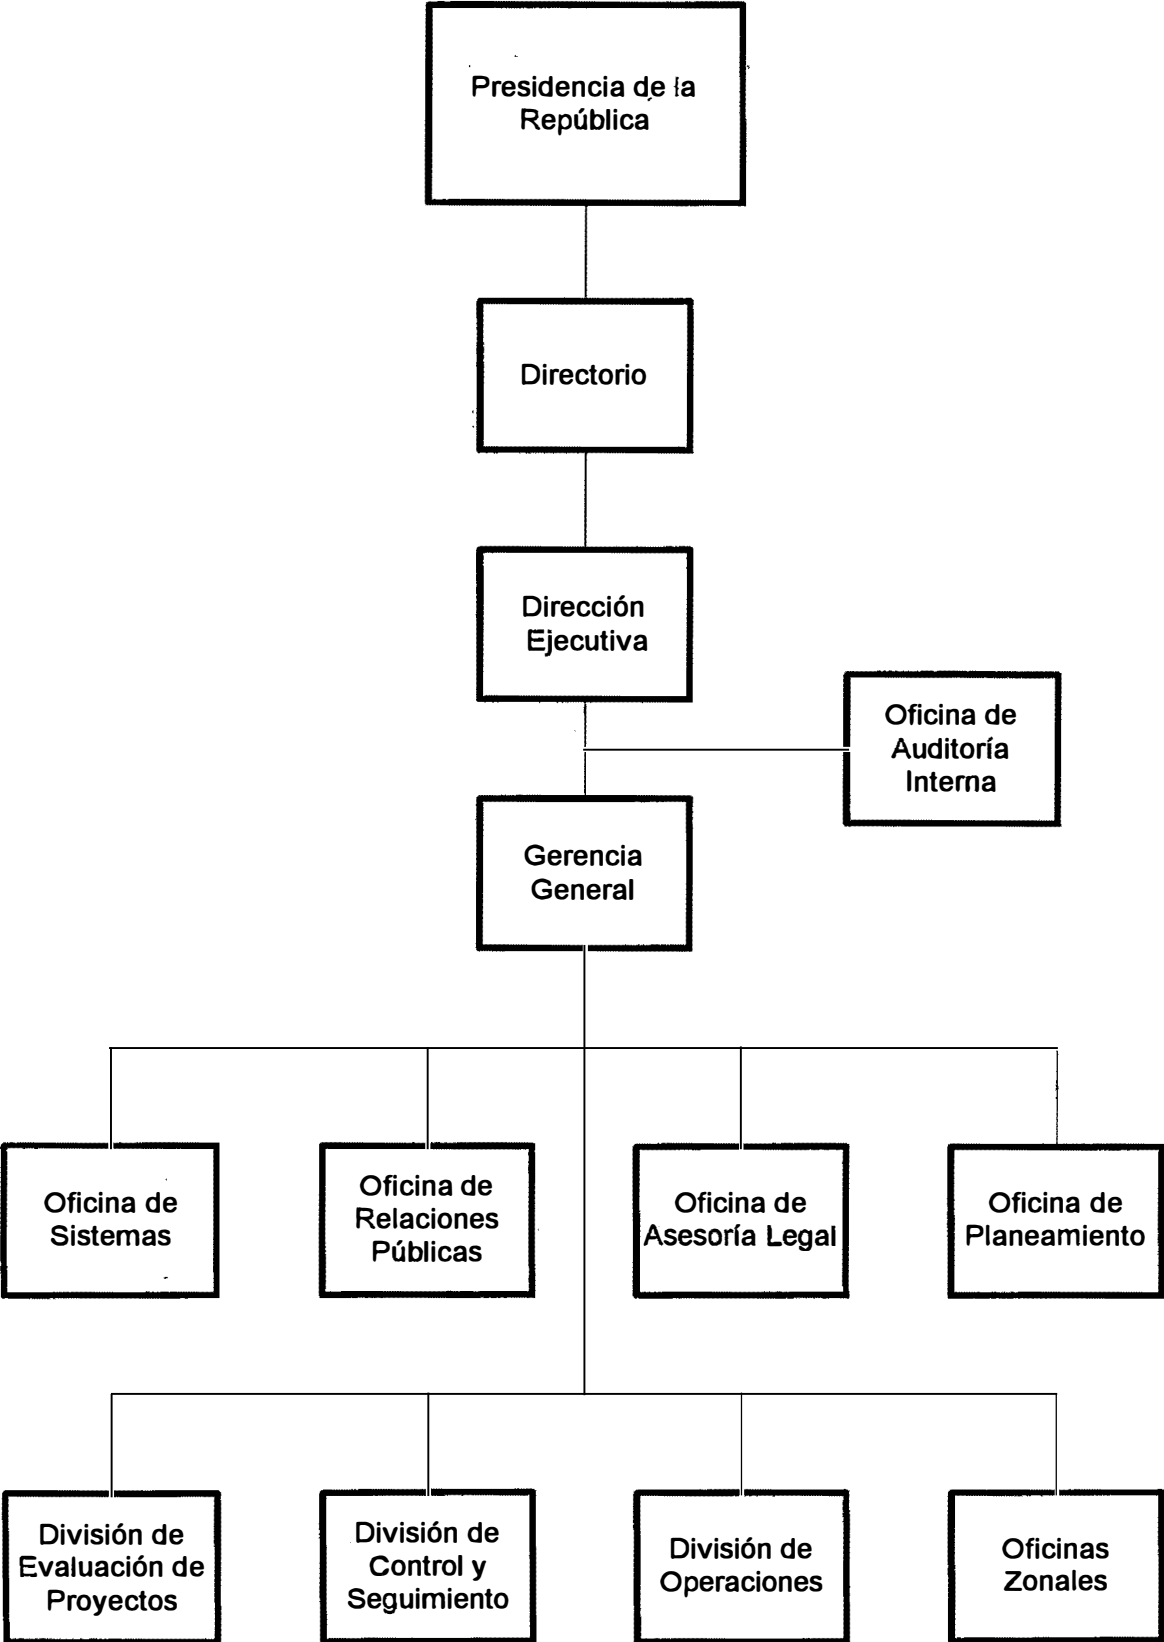 Presidencia de la
República
Directorio
Dirección
Ejecutiva
Oficina de
Auditoría
Interna
Gerencia
General
Oficina de
Sistemas
Oficina de
Relaciones
Públicas
Oficina de
Asesoría Legal
Oficina de
Planeamiento
División de
Evaluación de
Proyectos
División de
Control y
Seguimiento
División de
Operaciones
Oficinas
Zonales